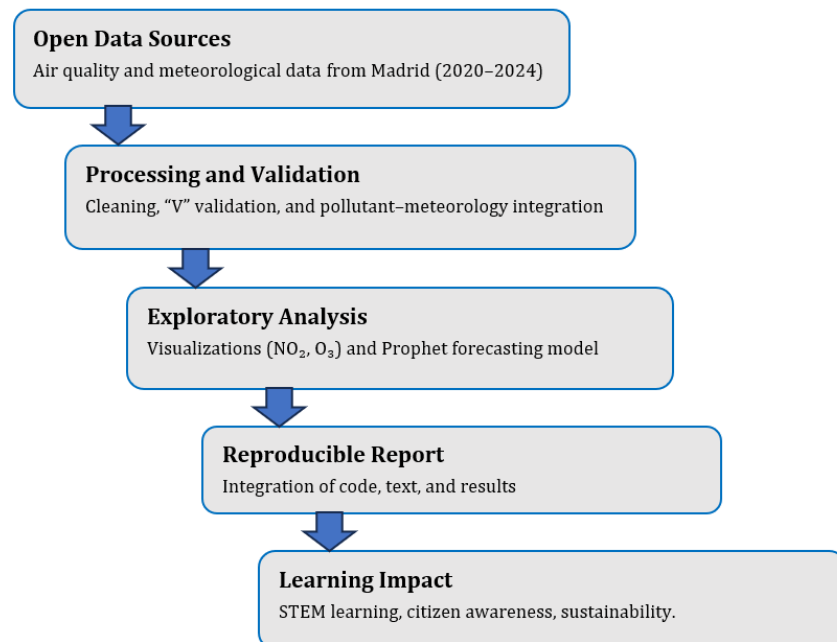 Open Data Sources
Air quality and meteorological data from Madrid (2020–2024)
Processing and Validation
Cleaning, “V” validation, and pollutant–meteorology integration
Exploratory Analysis
Visualizations (NO₂, O₃) and Prophet forecasting model
Reproducible Report
Integration of code, text, and results
Learning Impact
STEM learning, citizen awareness, sustainability.